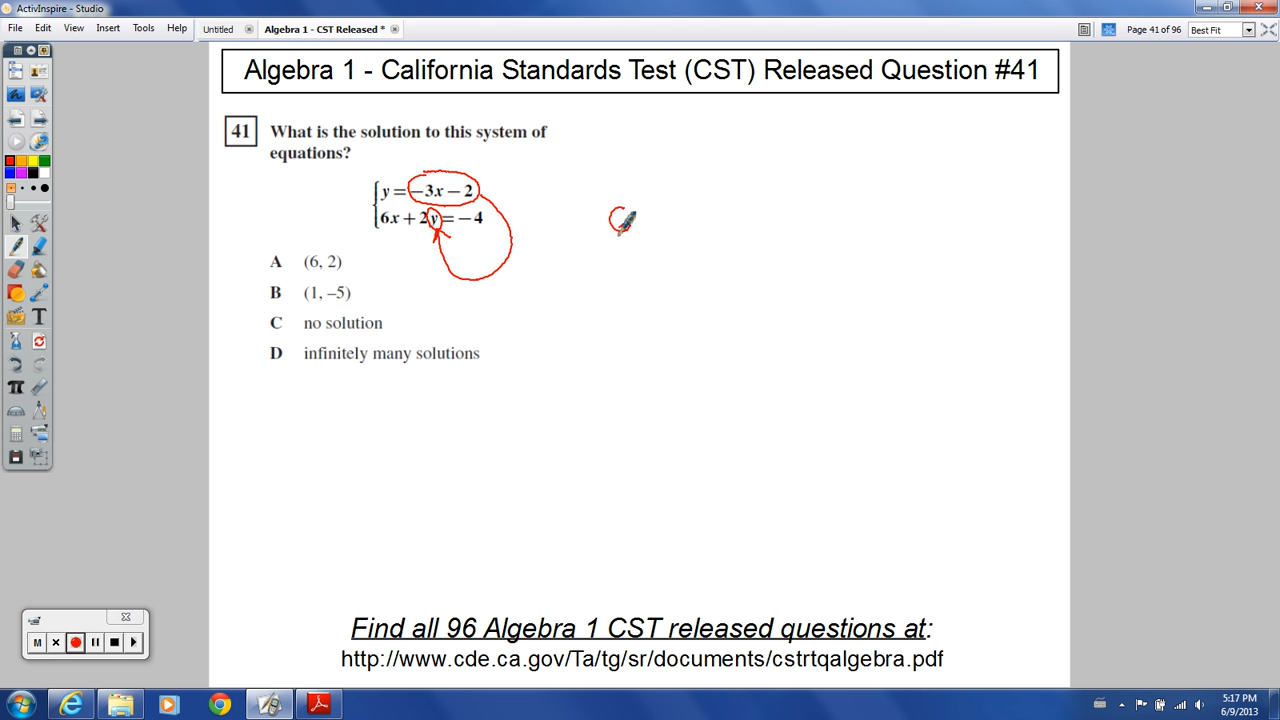 ActivInspire - Studio
File Edit View Insert Tools Help
Untitled
Algebra 1 - CST Released *
Page 41 of 96
Best Fit
Algebra 1 - California Standards Test (CST) Released Question #41
41 What is the solution to this system of
equations?
y = −3x − 2
6x + 2y = − 4
A (6, 2)
B (1, –5)
C no solution
D infinitely many solutions
M
Find all 96 Algebra 1 CST released questions at:
http://www.cde.ca.gov/Ta/tg/sr/documents/cstrtqalgebra.pdf
5:17 PM
6/9/2013